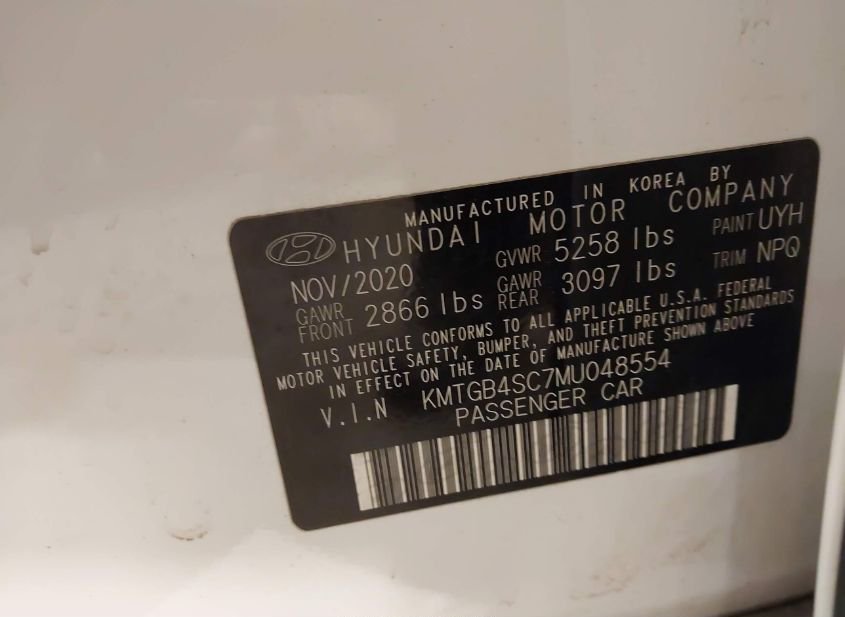 MANUFACTURED IN KOREA BY
HYUNDAI MOTOR COMPANY
NOV/2020 GVWR 5258 lbs PAINT UYH
GAWR FRONT 2866 lbs GAWR REAR 3097 lbs TRIM NPQ
THIS VEHICLE CONFORMS TO ALL APPLICABLE U.S.A. FEDERAL
MOTOR VEHICLE SAFETY, BUMPER, AND THEFT PREVENTION STANDARDS
IN EFFECT ON THE DATE OF MANUFACTURE SHOWN ABOVE
V.I.N KMTGB4SC7MU048554
PASSENGER CAR